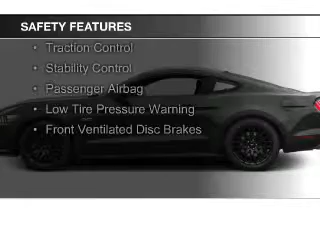 SAFETY FEATURES
• Traction Control
• Stability Control
• Passenger Airbag
• Low Tire Pressure Warning
• Front Ventilated Disc Brakes